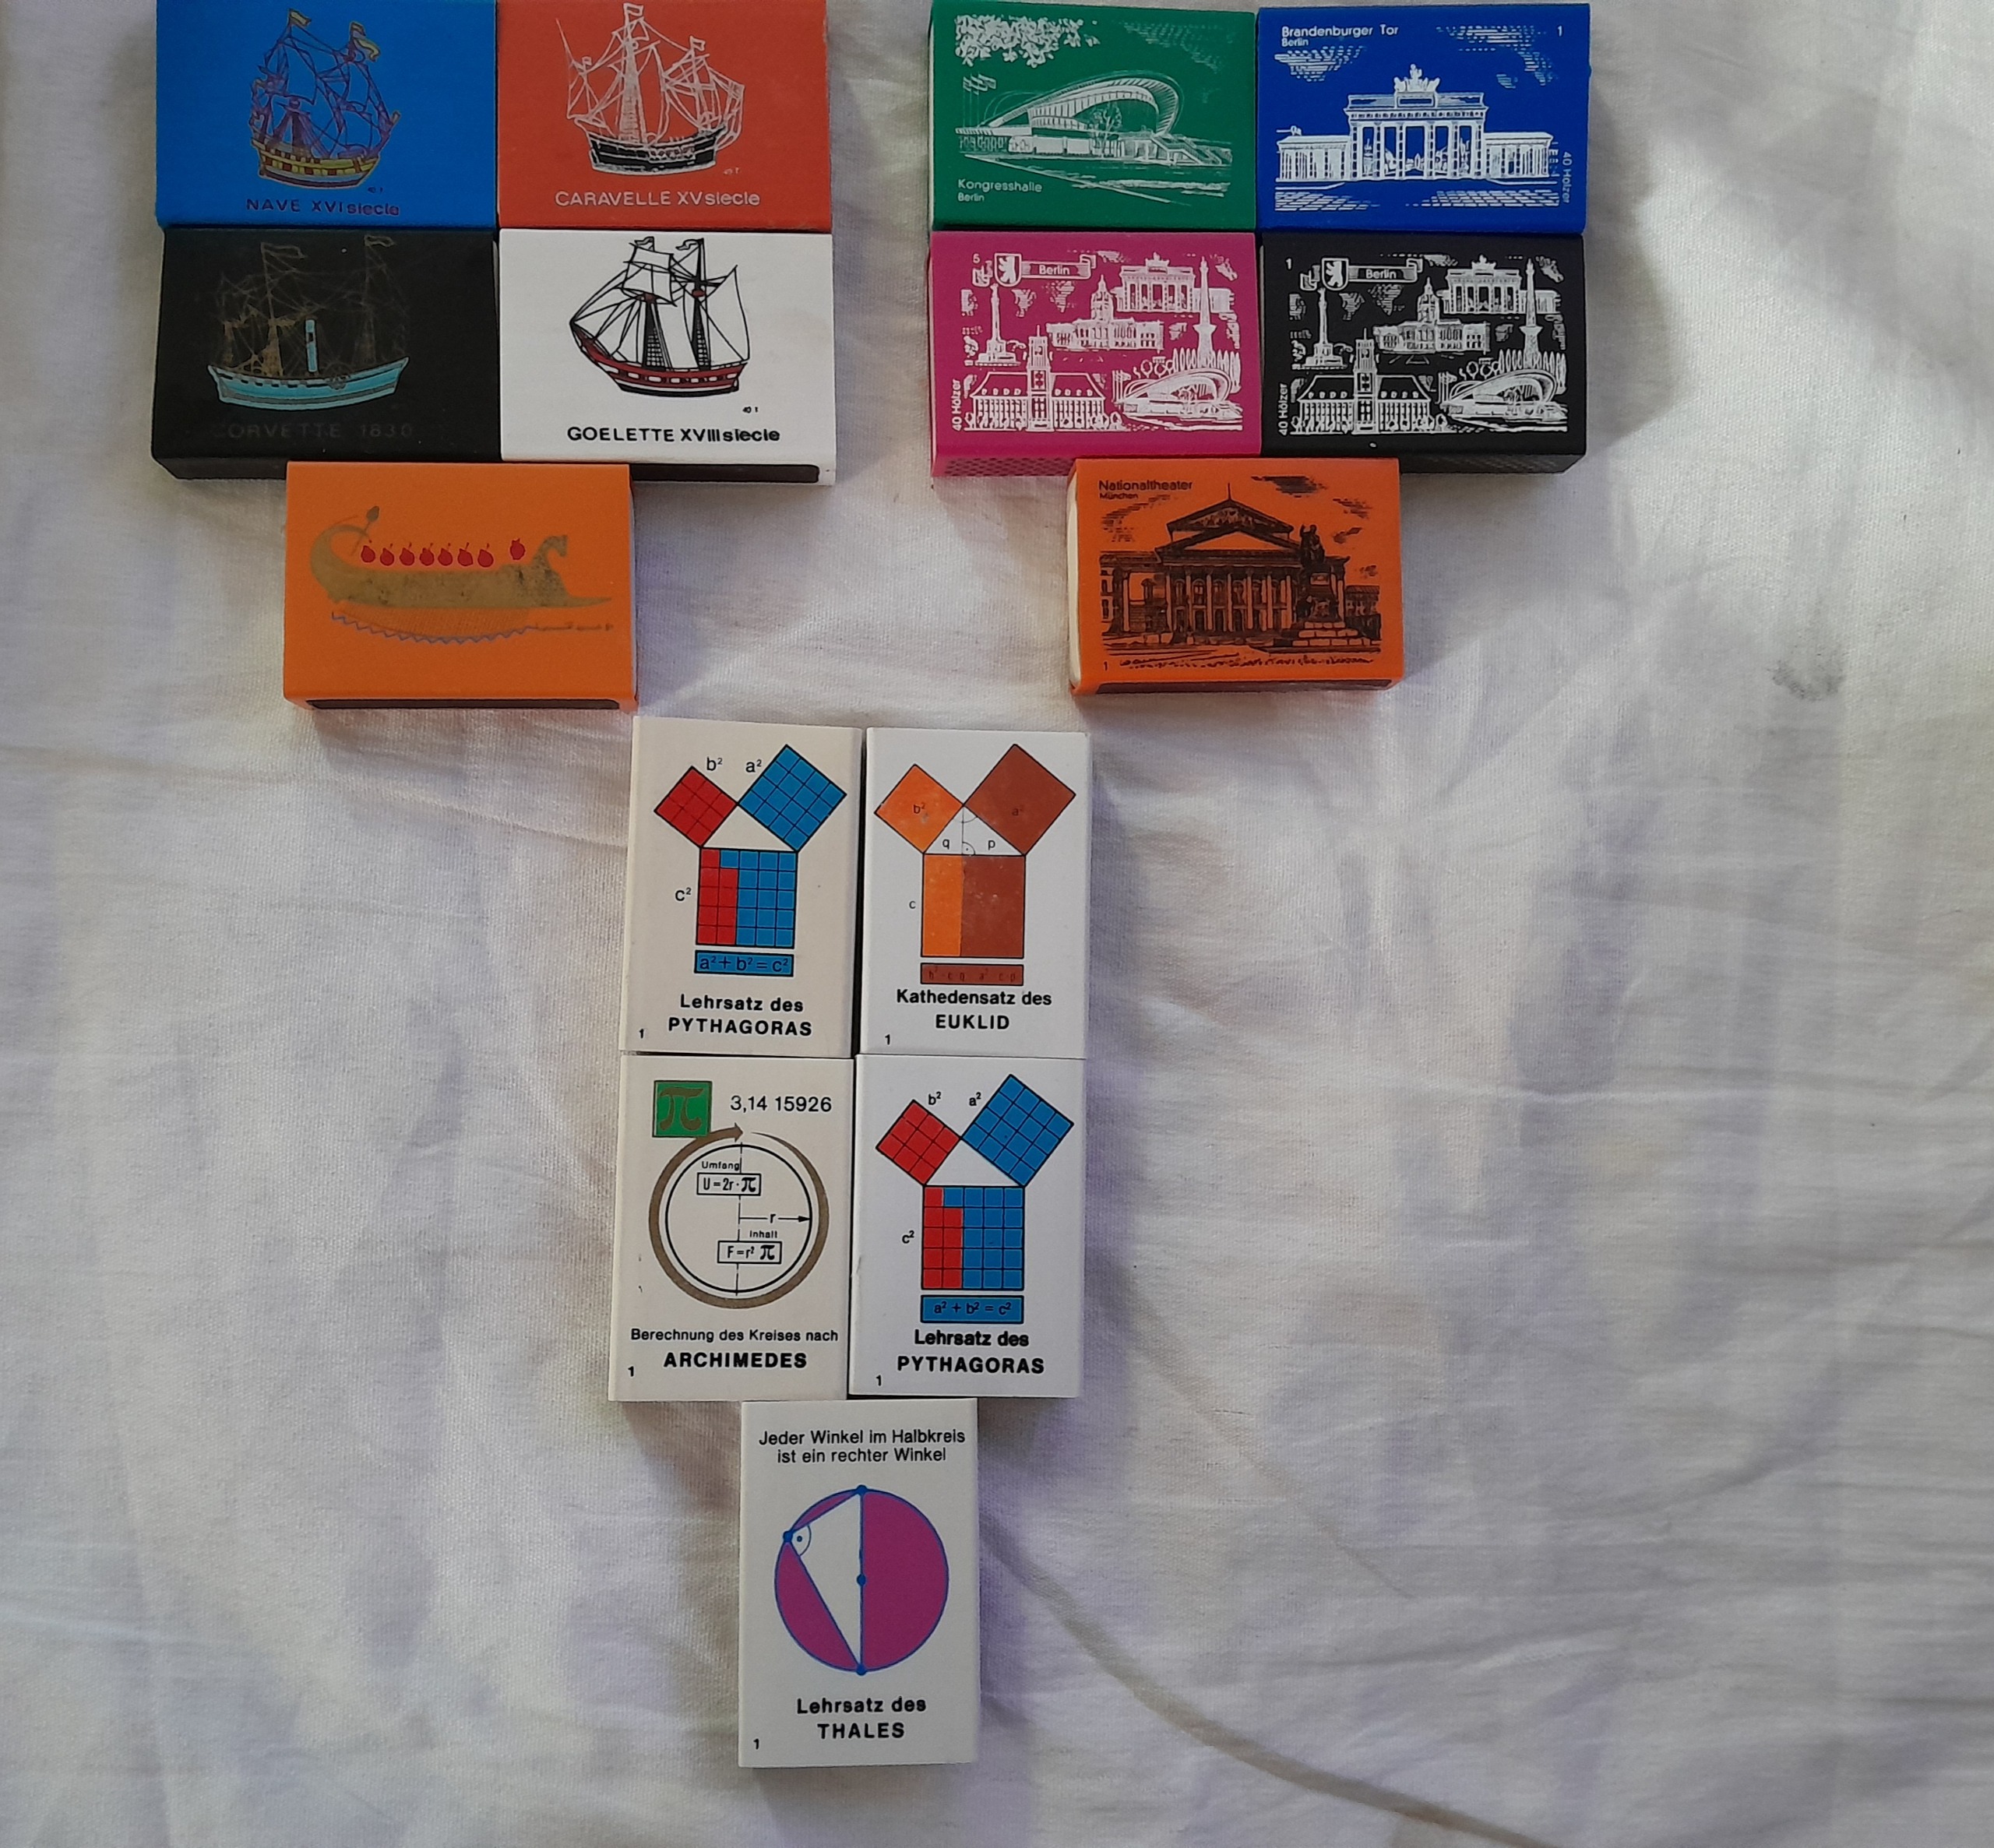 NAVE XVI siecle
CARAVELLE XV siecle
ORVETTE 1830
40 t
GOELETTE XVIII siecle
Kongresshalle
Berlin
Brandenburger Tor
Berlin
1
40 Hölzer
5
Berlin
40 Hölzer
1
Berlin
40 Hölzer
Nationaltheater
München
1
b² a²
c²
a² + b² = c²
Lehrsatz des
PYTHAGORAS
1
b² a²
q p
c
Kathedensatz des
EUKLID
1
π 3,14 15926
Umfang
U = 2r · π
r
Inhalt
F = r² π
Berechnung des Kreises nach
ARCHIMEDES
1
b² a²
c²
a² + b² = c²
Lehrsatz des
PYTHAGORAS
1
Jeder Winkel im Halbkreis
ist ein rechter Winkel
Lehrsatz des
THALES
1